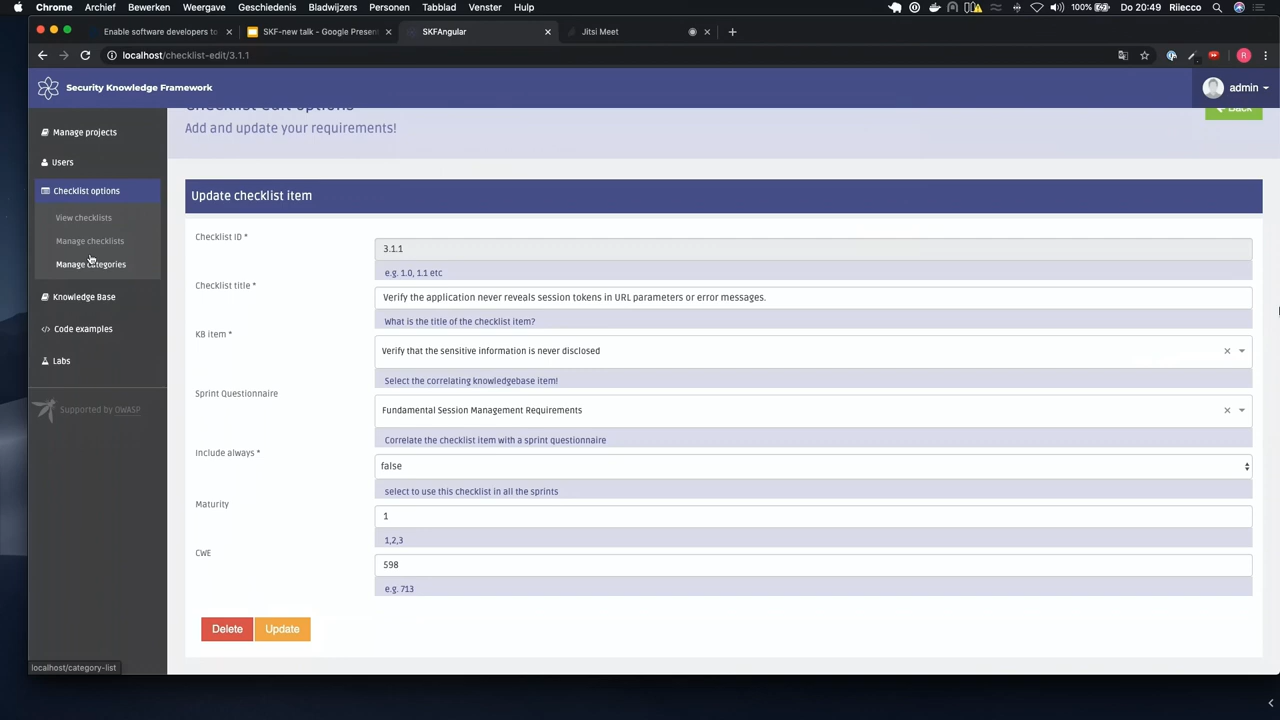 Chrome Archief Bewerken Weergave Geschiedenis Bladwijzers Personen Tabblad Venster Help 100% Do 20:49 Rilecco
Enable software developers to SKF-new talk - Google Presen SKFAngular Jitsi Meet
localhost/checklist-edit/3.1.1
Security Knowledge Framework
admin
Checklist edit options
Back
Add and update your requirements!
Manage projects
Users
Checklist options
View checklists
Manage checklists
Manage categories
Knowledge Base
Code examples
Labs
Supported by OWASP
Update checklist item
Checklist ID *
3.1.1
e.g. 1.0, 1.1 etc
Checklist title *
Verify the application never reveals session tokens in URL parameters or error messages.
What is the title of the checklist item?
KB item *
Verify that the sensitive information is never disclosed
Select the correlating knowledgebase item!
Sprint Questionnaire
Fundamental Session Management Requirements
Correlate the checklist item with a sprint questionnaire
Include always *
false
select to use this checklist in all the sprints
Maturity
1
1,2,3
CWE
598
e.g. 713
Delete Update
localhost/category-list